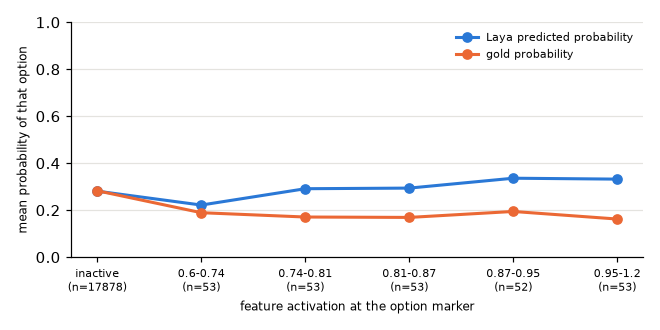 1.0
0.8
0.6
0.4
0.2
0.0
mean probability of that option
Laya predicted probability
gold probability
inactive
(n=17878)
0.6-0.74
(n=53)
0.74-0.81
(n=53)
0.81-0.87
(n=53)
0.87-0.95
(n=52)
0.95-1.2
(n=53)
feature activation at the option marker